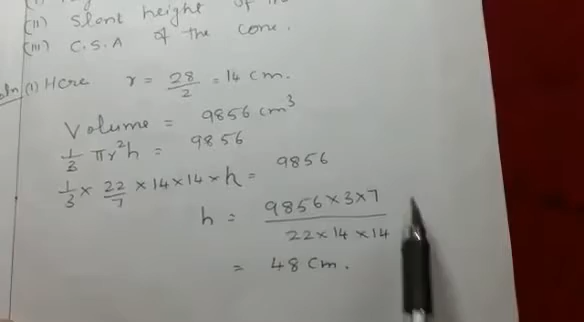 (ii) Slant height of the
(iii) C.S.A of the cone.
Soln (i) Here r = 28/2 = 14 cm.
Volume = 9856 cm³
1/3 πr²h = 9856
1/3 × 22/7 × 14 × 14 × h = 9856
h = 9856 × 3 × 7 / 22 × 14 × 14
= 48 cm.